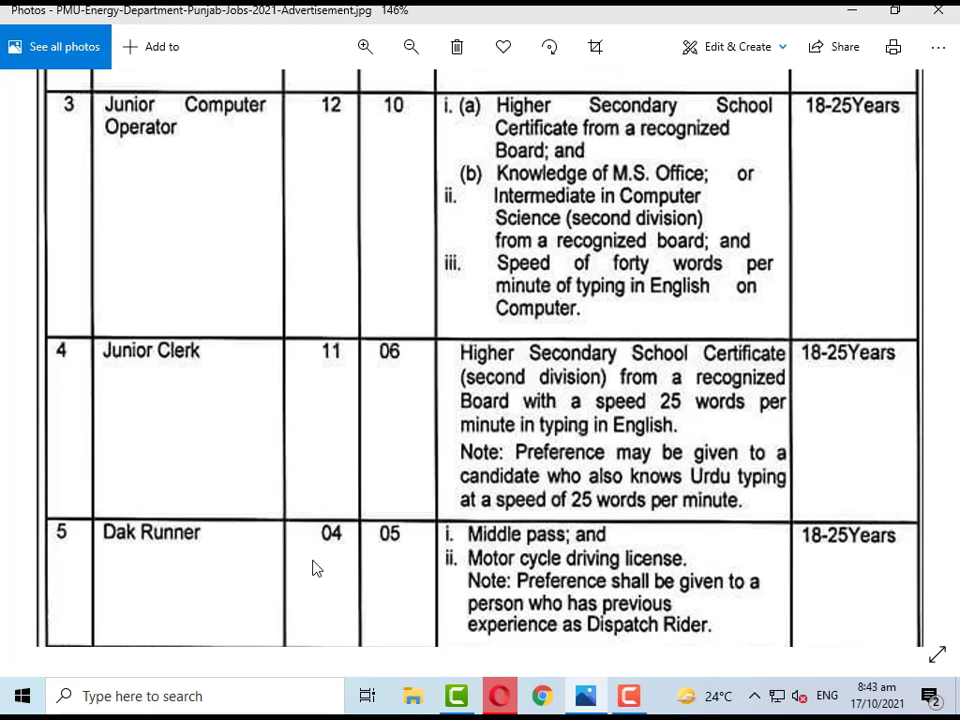 Photos - PMU-Energy-Department-Punjab-Jobs-2021-Advertisement.jpg 146%
See all photos
Add to
Edit & Create
Share
3 Junior Computer 12 10 i. (a) Higher Secondary School 18-25Years
Operator Certificate from a recognized
Board; and
(b) Knowledge of M.S. Office; or
ii. Intermediate in Computer
Science (second division)
from a recognized board; and
iii. Speed of forty words per
minute of typing in English on
Computer.
4 Junior Clerk 11 06 Higher Secondary School Certificate 18-25Years
(second division) from a recognized
Board with a speed 25 words per
minute in typing in English.
Note: Preference may be given to a
candidate who also knows Urdu typing
at a speed of 25 words per minute.
5 Dak Runner 04 05 i. Middle pass; and 18-25Years
ii. Motor cycle driving license.
Note: Preference shall be given to a
person who has previous
experience as Dispatch Rider.
Type here to search
24°C
ENG
8:43 am
17/10/2021
2